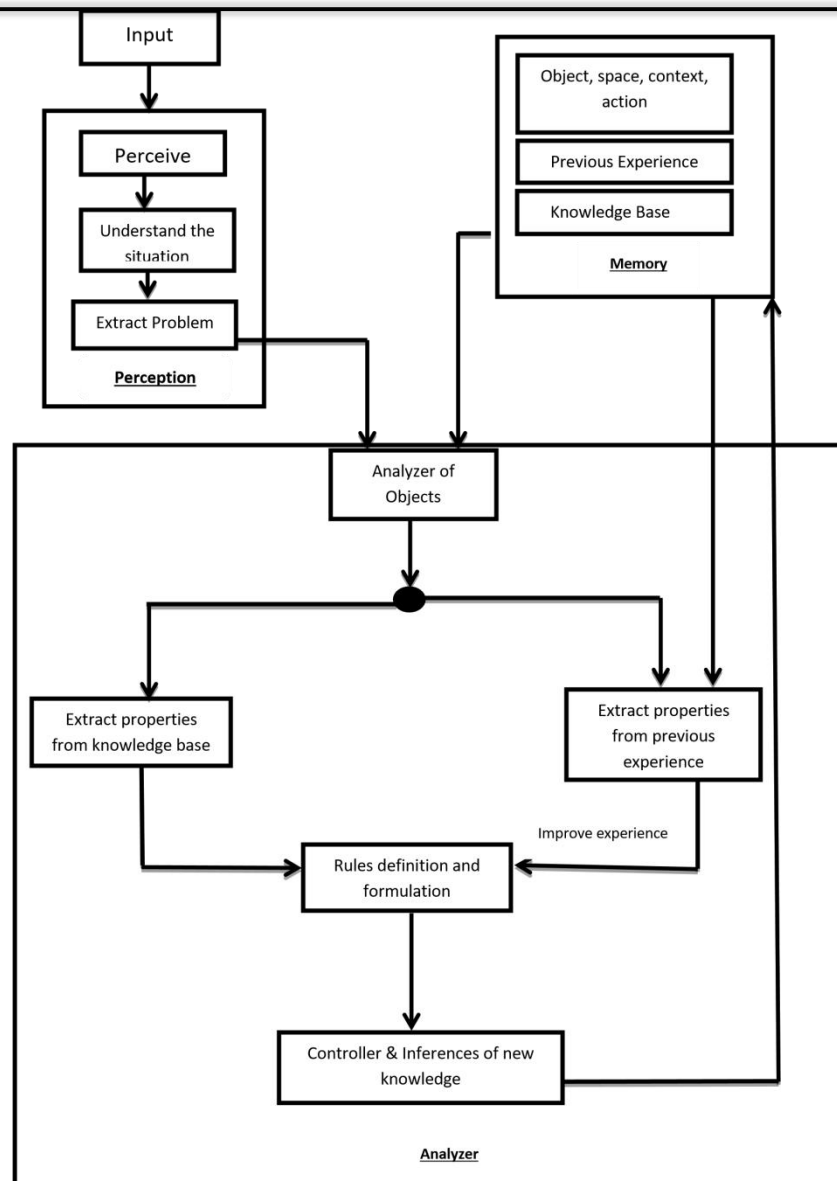 Input
Perceive
Understand the
situation
Extract Problem
Perception
Object, space, context,
action
Previous Experience
Knowledge Base
Memory
Analyzer of
Objects
Extract properties
from knowledge base
Extract properties
from previous
experience
Improve experience
Rules definition and
formulation
Controller & Inferences of new
knowledge
Analyzer